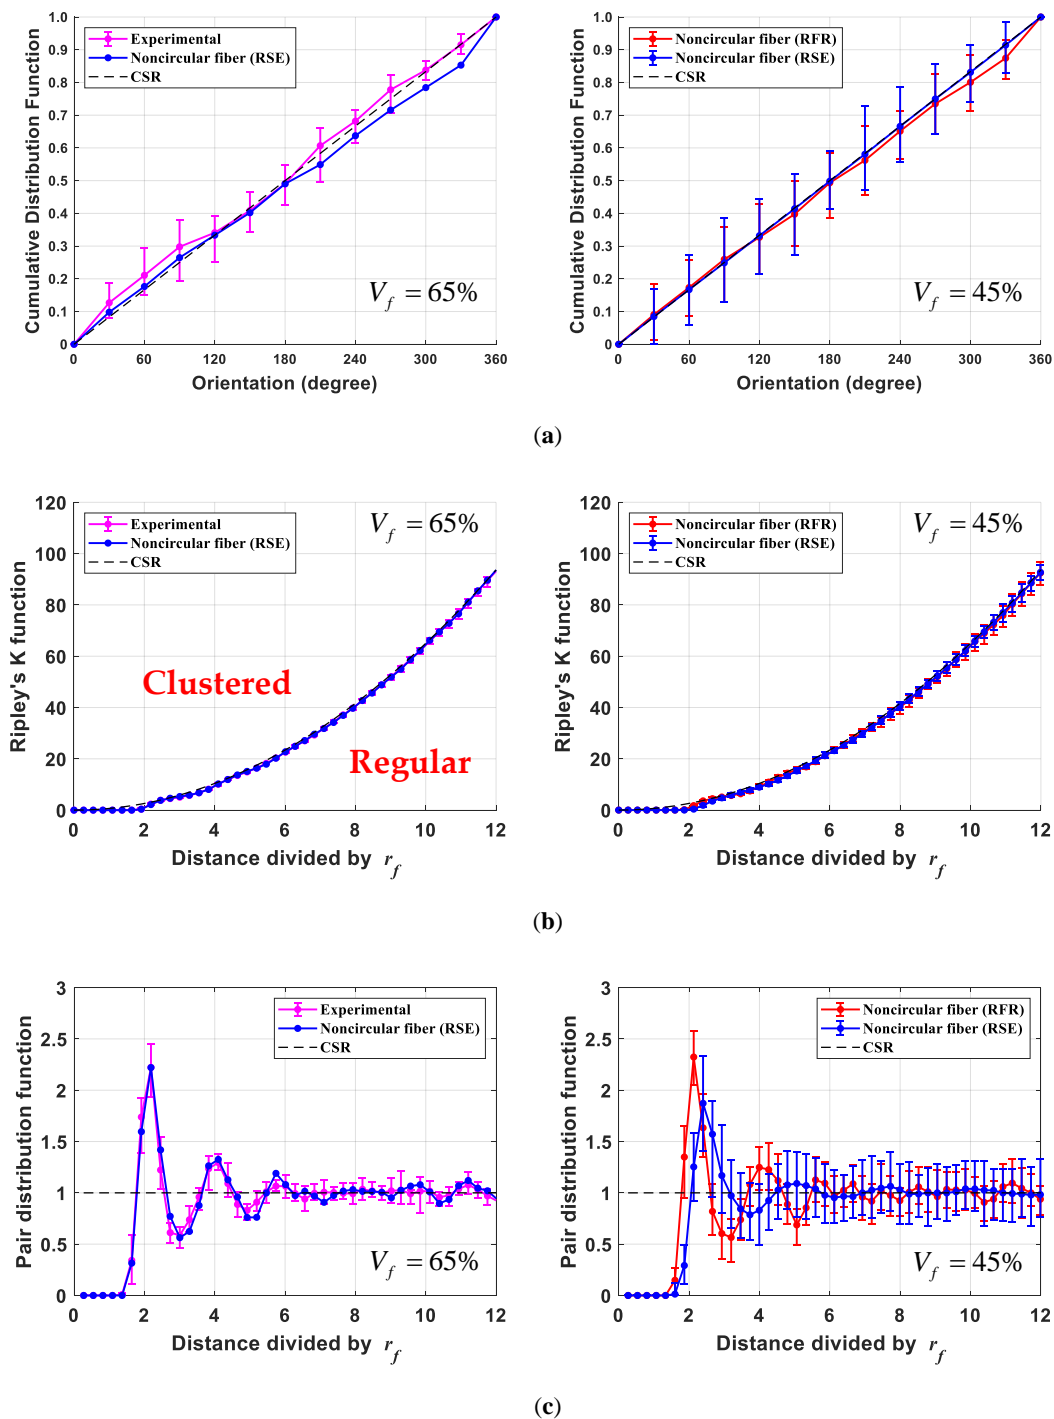 Cumulative Distribution Function
1.0
0.9
0.8
0.7
0.6
0.5
0.4
0.3
0.2
0.1
0
Experimental
Noncircular fiber (RSE)
CSR
V_f = 65%
0 60 120 180 240 300 360
Orientation (degree)
Cumulative Distribution Function
1.0
0.9
0.8
0.7
0.6
0.5
0.4
0.3
0.2
0.1
0
Noncircular fiber (RFR)
Noncircular fiber (RSE)
CSR
V_f = 45%
0 60 120 180 240 300 360
Orientation (degree)
(a)
Ripley's K function
120
100
80
60
40
20
0
Experimental
Noncircular fiber (RSE)
CSR
V_f = 65%
Clustered
Regular
0 2 4 6 8 10 12
Distance divided by r_f
Ripley's K function
120
100
80
60
40
20
0
Noncircular fiber (RFR)
Noncircular fiber (RSE)
CSR
V_f = 45%
0 2 4 6 8 10 12
Distance divided by r_f
(b)
Pair distribution function
3
2.5
2
1.5
1
0.5
0
Experimental
Noncircular fiber (RSE)
CSR
V_f = 65%
0 2 4 6 8 10 12
Distance divided by r_f
Pair distribution function
3
2.5
2
1.5
1
0.5
0
Noncircular fiber (RFR)
Noncircular fiber (RSE)
CSR
V_f = 45%
0 2 4 6 8 10 12
Distance divided by r_f
(c)